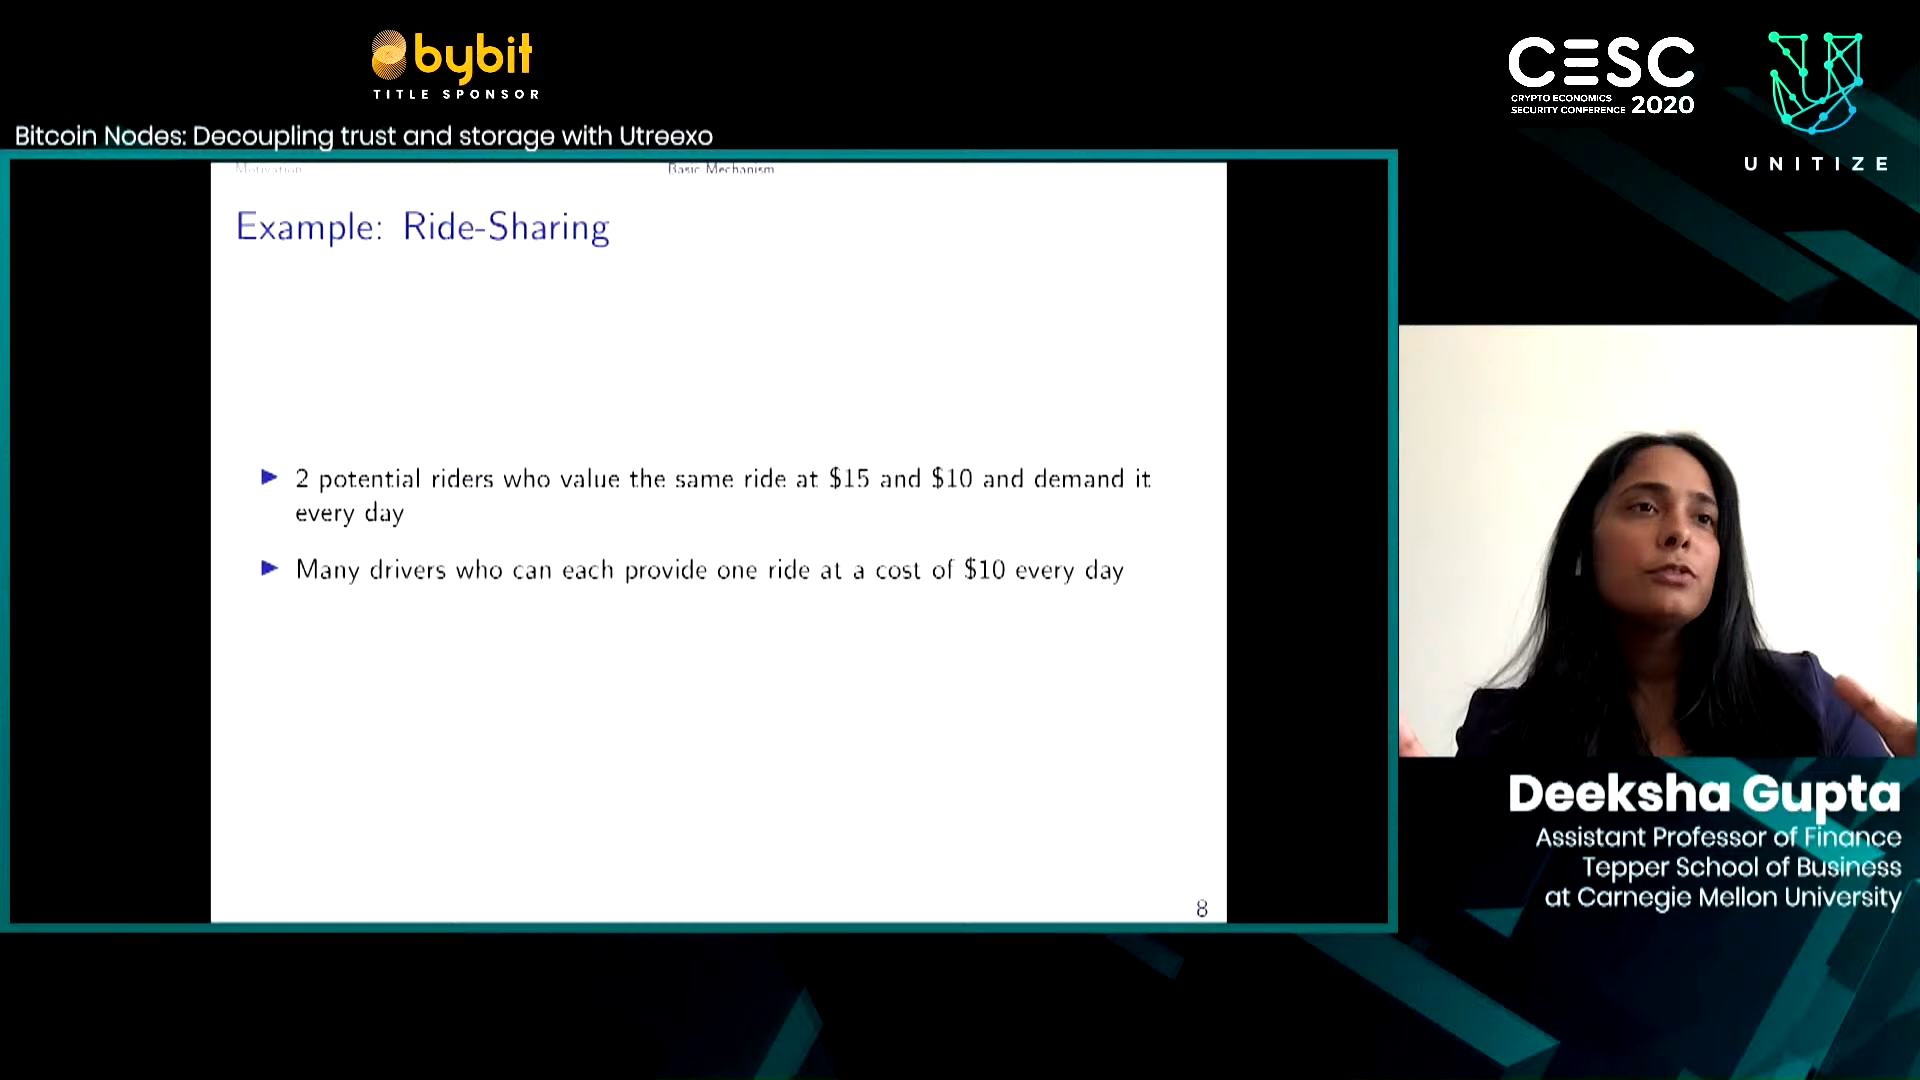 bybit
TITLE SPONSOR
CESC
CRYPTO ECONOMICS
SECURITY CONFERENCE 2020
UNITIZE
Bitcoin Nodes: Decoupling trust and storage with Utreexo
Motivation
Basic Mechanism
Example: Ride-Sharing
2 potential riders who value the same ride at $15 and $10 and demand it
every day
Many drivers who can each provide one ride at a cost of $10 every day
8
Deeksha Gupta
Assistant Professor of Finance
Tepper School of Business
at Carnegie Mellon University